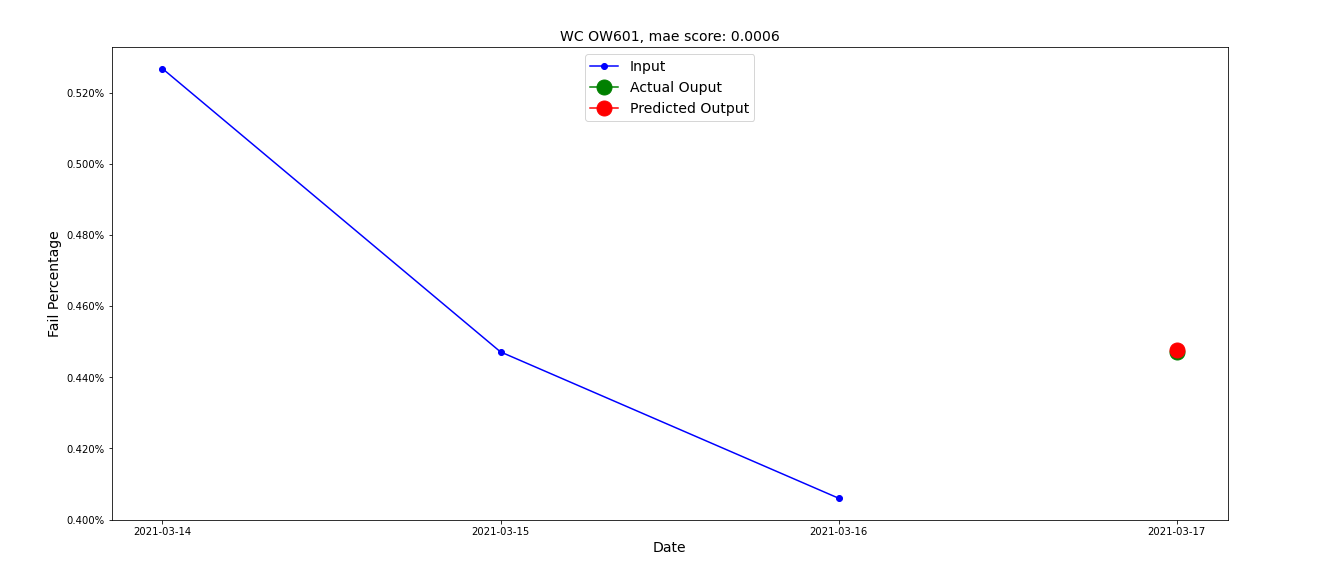 WC OW601, mae score: 0.0006
Input
Actual Ouput
Predicted Output
Fail Percentage
0.520%
0.500%
0.480%
0.460%
0.440%
0.420%
0.400%
2021-03-14
2021-03-15
2021-03-16
2021-03-17
Date